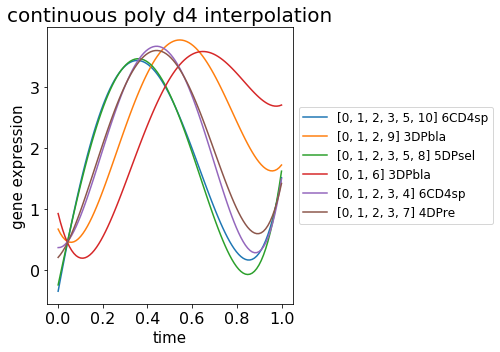 continuous poly d4 interpolation
gene expression
3
2
1
0
0.0 0.2 0.4 0.6 0.8 1.0
time
[0, 1, 2, 3, 5, 10] 6CD4sp
[0, 1, 2, 9] 3DPbla
[0, 1, 2, 3, 5, 8] 5DPsel
[0, 1, 6] 3DPbla
[0, 1, 2, 3, 4] 6CD4sp
[0, 1, 2, 3, 7] 4DPre